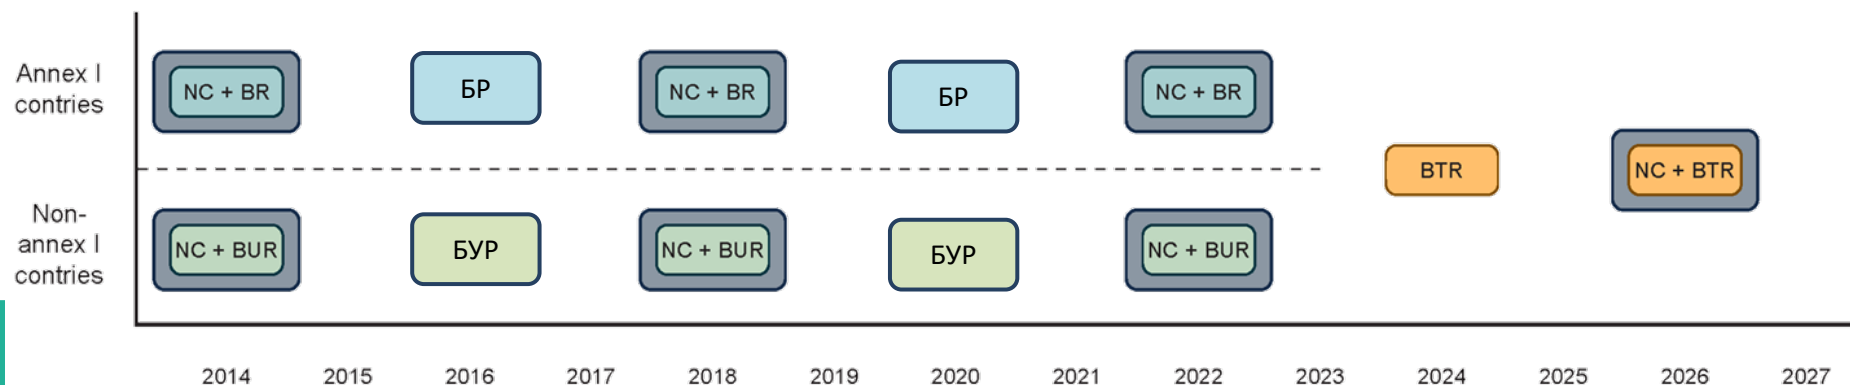 Annex I
contries
NC + BR
БР
NC + BR
БР
NC + BR
BTR
NC + BTR
Non-
annex I
contries
NC + BUR
БУР
NC + BUR
БУР
NC + BUR
2014 2015 2016 2017 2018 2019 2020 2021 2022 2023 2024 2025 2026 2027